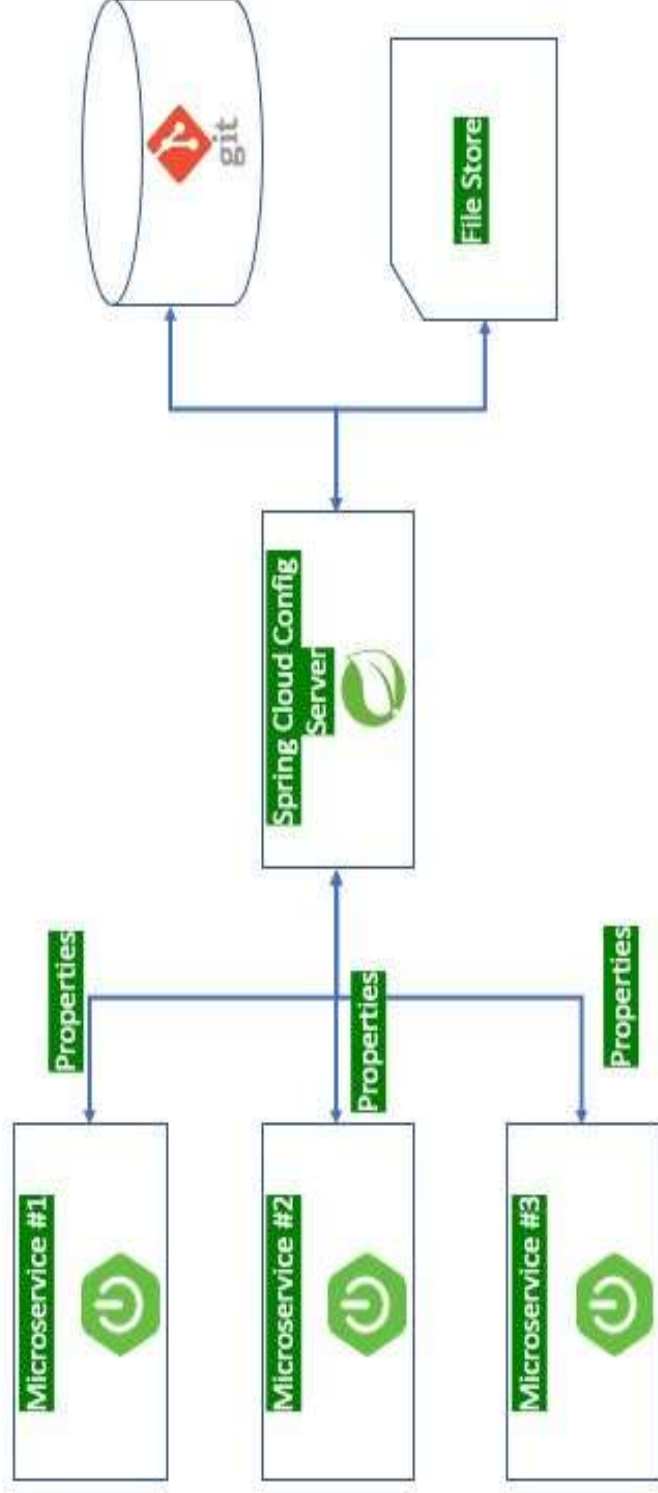 Microservice #1
Properties
Microservice #2
Properties
Microservice #3
Properties
Spring Cloud Config
Server
git
File Store